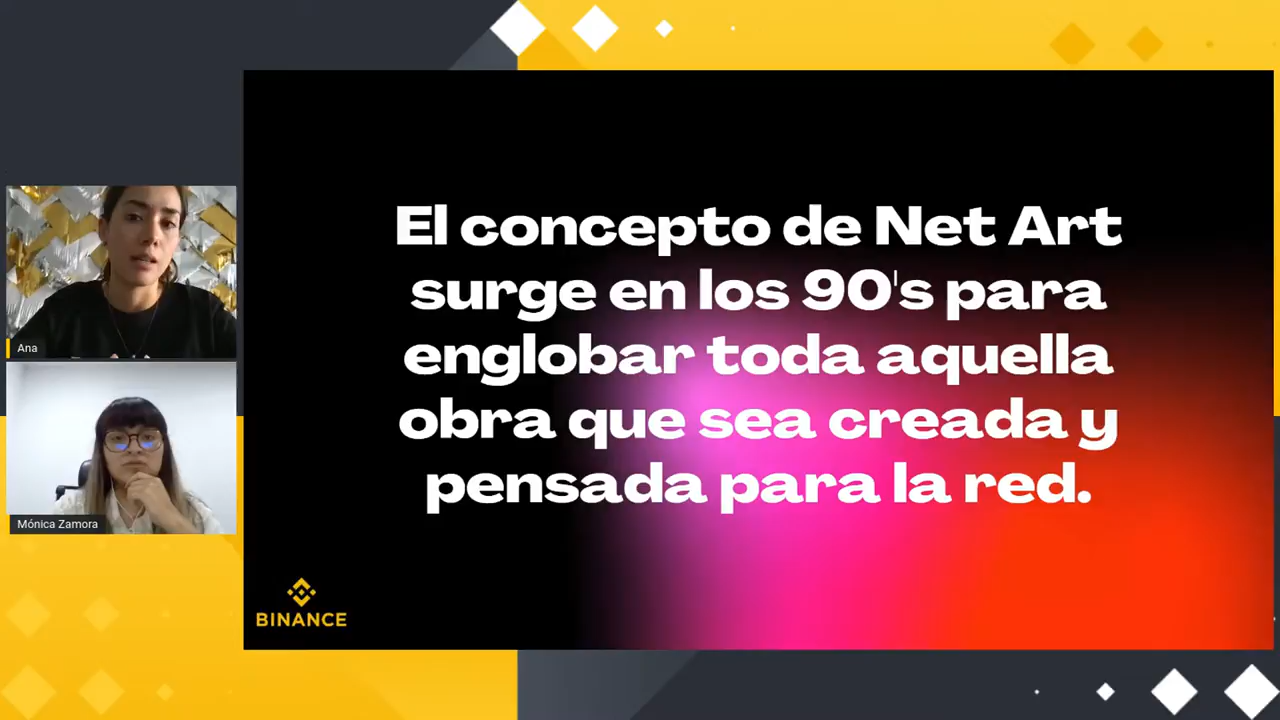 Ana
Mónica Zamora
El concepto de Net Art
surge en los 90's para
englobar toda aquella
obra que sea creada y
pensada para la red.
BINANCE